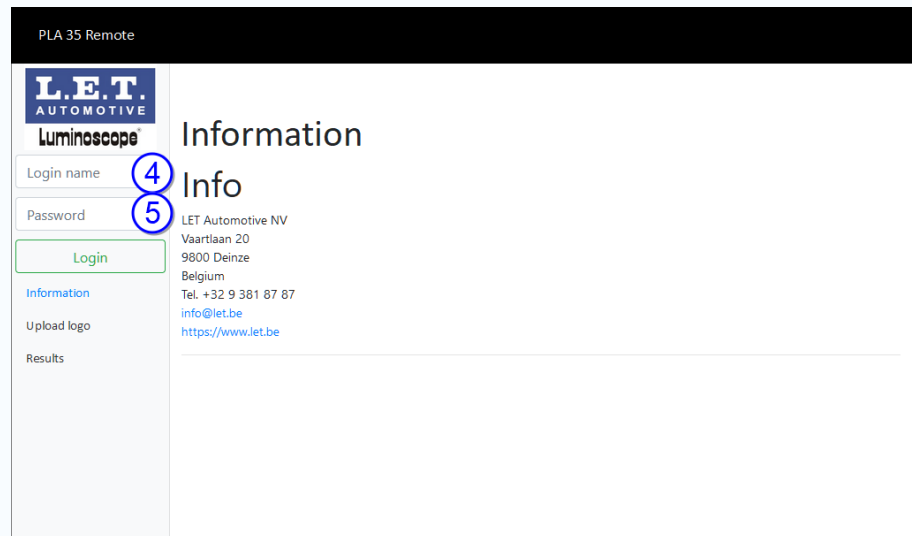 PLA 35 Remote
L.E.T.
AUTOMOTIVE
Luminoscope®
Login name
4
Password
5
Login
Information
Upload logo
Results
Information
Info
LET Automotive NV
Vaartlaan 20
9800 Deinze
Belgium
Tel. +32 9 381 87 87
info@let.be
https://www.let.be